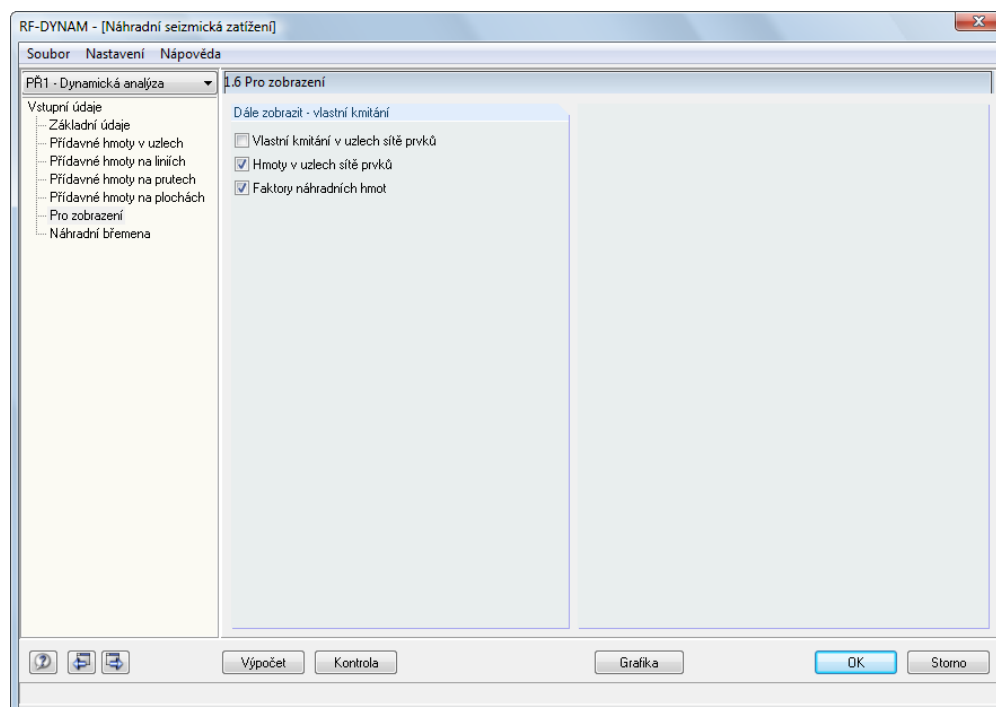 RF-DYNAM - [Náhradní seizmická zatížení]
Soubor Nastavení Nápověda
PŘ1 - Dynamická analýza
1.6 Pro zobrazení
Vstupní údaje
Základní údaje
Přídavné hmoty v uzlech
Přídavné hmoty na liniích
Přídavné hmoty na prutech
Přídavné hmoty na plochách
Pro zobrazení
Náhradní břemena
Dále zobrazit - vlastní kmitání
Vlastní kmitání v uzlech sítě prvků
Hmoty v uzlech sítě prvků
Faktory náhradních hmot
Výpočet Kontrola Grafika OK Storno